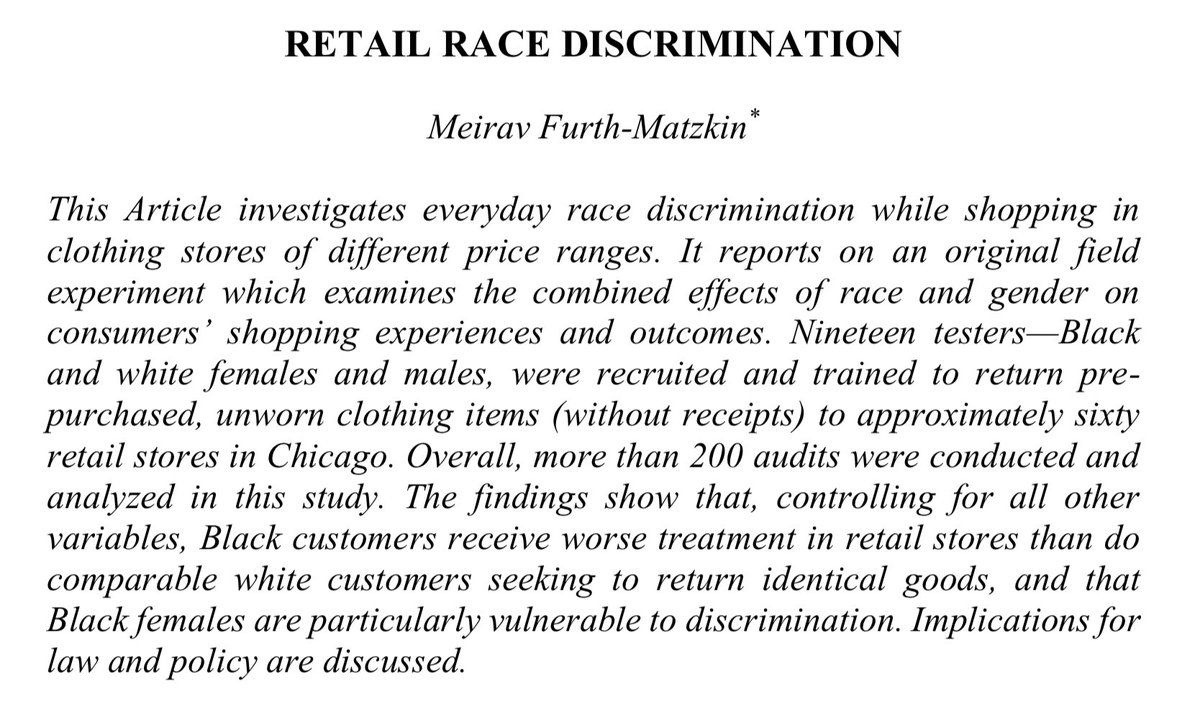 RETAIL RACE DISCRIMINATION
Meirav Furth-Matzkin*
This Article investigates everyday race discrimination while shopping in
clothing stores of different price ranges. It reports on an original field
experiment which examines the combined effects of race and gender on
consumers’ shopping experiences and outcomes. Nineteen testers—Black
and white females and males, were recruited and trained to return pre-
purchased, unworn clothing items (without receipts) to approximately sixty
retail stores in Chicago. Overall, more than 200 audits were conducted and
analyzed in this study. The findings show that, controlling for all other
variables, Black customers receive worse treatment in retail stores than do
comparable white customers seeking to return identical goods, and that
Black females are particularly vulnerable to discrimination. Implications for
law and policy are discussed.